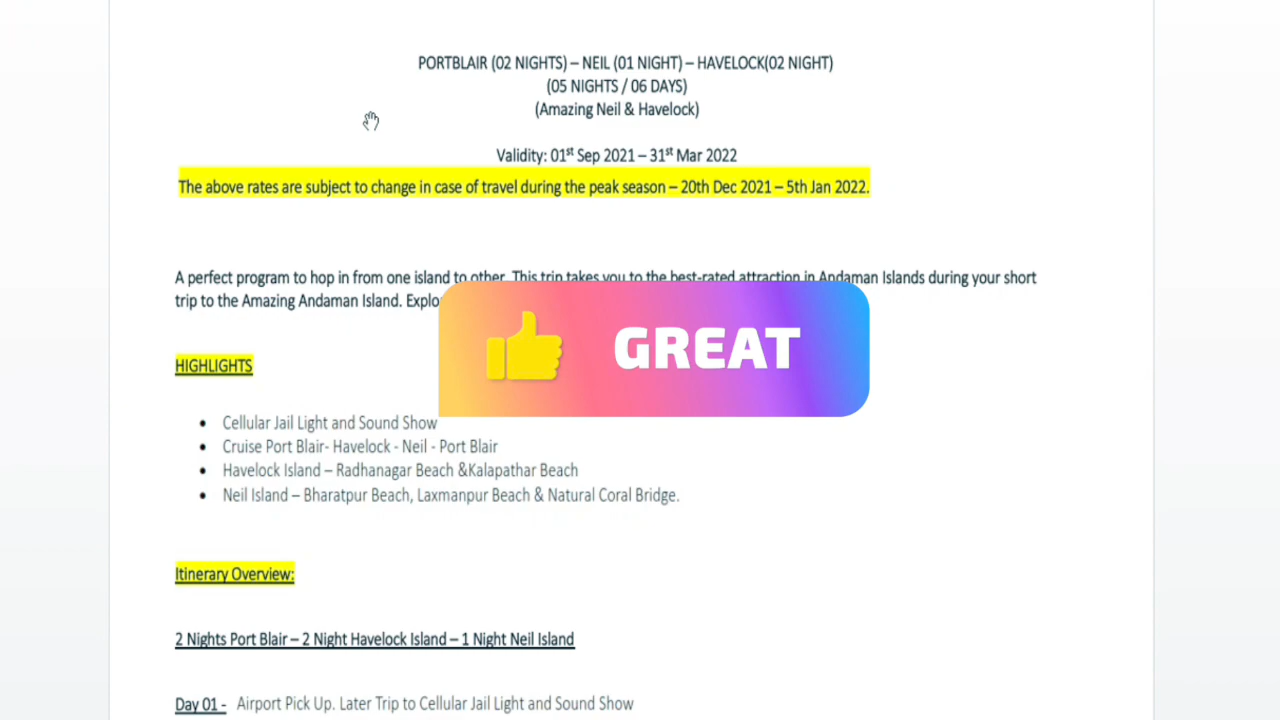 PORTBLAIR (02 NIGHTS) – NEIL (01 NIGHT) – HAVELOCK(02 NIGHT)
(05 NIGHTS / 06 DAYS)
(Amazing Neil & Havelock)
Validity: 01st Sep 2021 – 31st Mar 2022
The above rates are subject to change in case of travel during the peak season – 20th Dec 2021 – 5th Jan 2022.
A perfect program to hop in from one island to other. This trip takes you to the best-rated attraction in Andaman Islands during your short
trip to the Amazing Andaman Island.
GREAT
HIGHLIGHTS
• Cellular Jail Light and Sound Show
• Cruise Port Blair- Havelock - Neil - Port Blair
• Havelock Island – Radhanagar Beach &Kalapathar Beach
• Neil Island – Bharatpur Beach, Laxmanpur Beach & Natural Coral Bridge.
Itinerary Overview:
2 Nights Port Blair – 2 Night Havelock Island – 1 Night Neil Island
Day 01 - Airport Pick Up. Later Trip to Cellular Jail Light and Sound Show